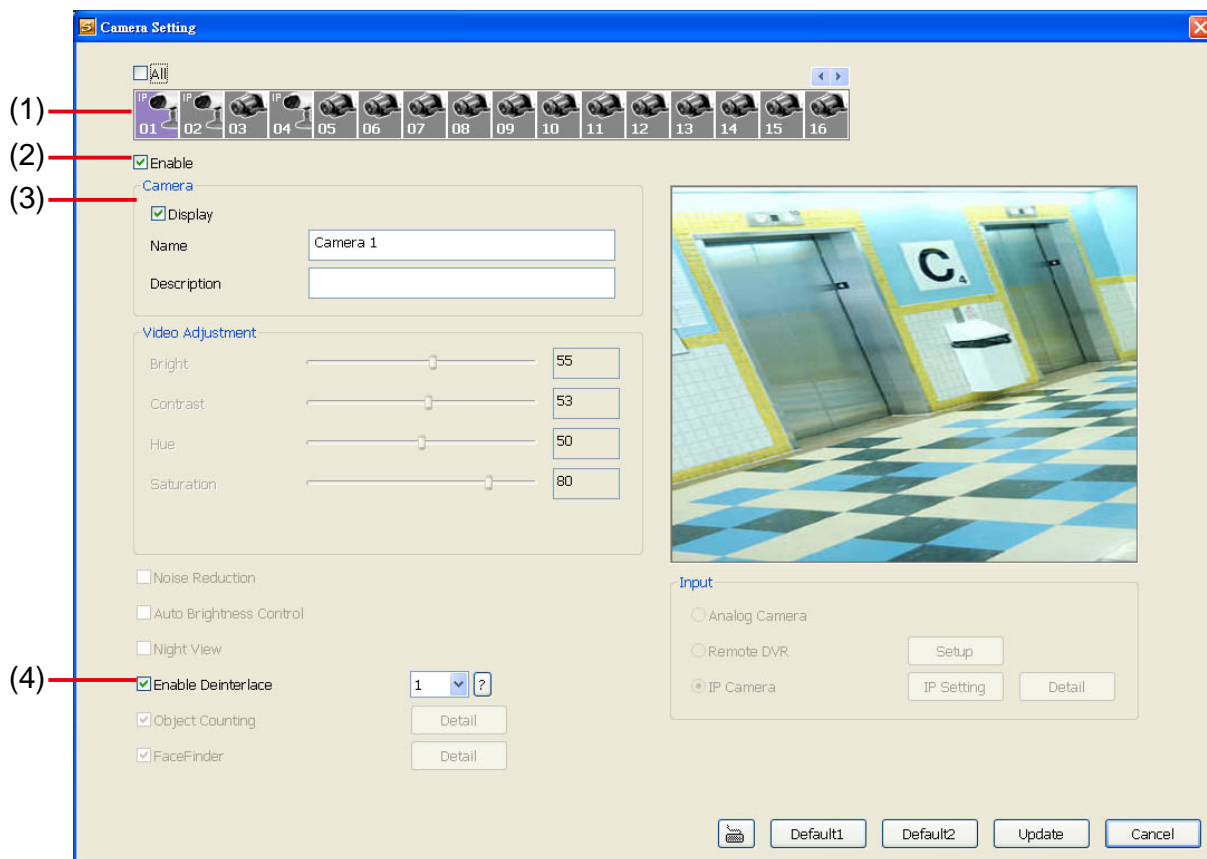 Camera Setting
All
(1)
IP 01 IP 02 03 IP 04 05 06 07 08 09 10 11 12 13 14 15 16
(2)
Enable
(3)
Camera
Display
Name Camera 1
Description
C 4
Video Adjustment
Bright 55
Contrast 53
Hue 50
Saturation 80
Noise Reduction
Auto Brightness Control
Night View
(4)
Enable Deinterlace 1 ?
Object Counting Detail
FaceFinder Detail
Input
Analog Camera
Remote DVR Setup
IP Camera IP Setting Detail
Default1 Default2 Update Cancel